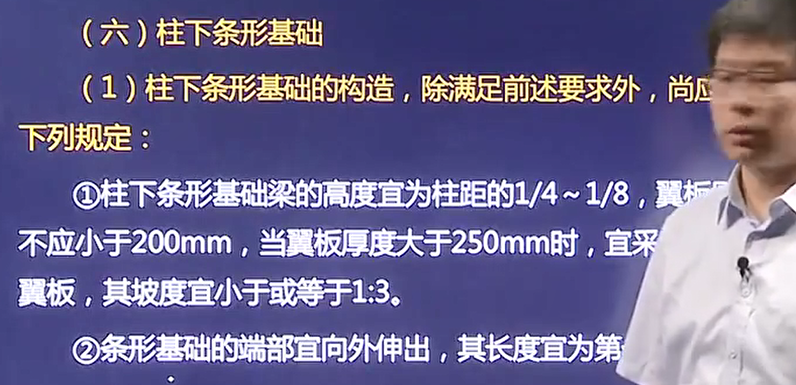 （六）柱下条形基础
（1）柱下条形基础的构造，除满足前述要求外，尚应
下列规定：
①柱下条形基础梁的高度宜为柱距的1/4～1/8，翼板
不应小于200mm，当翼板厚度大于250mm时，宜采
翼板，其坡度宜小于或等于1:3。
②条形基础的端部宜向外伸出，其长度宜为第